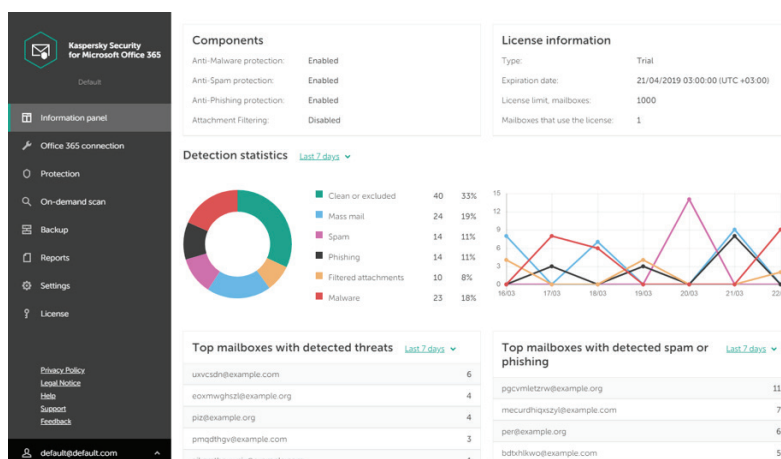 Kaspersky Security
for Microsoft Office 365
Default
Information panel
Office 365 connection
Protection
On-demand scan
Backup
Reports
Settings
License
Privacy Policy
Legal Notice
Help
Support
Feedback
default@default.com
Components
Anti-Malware protection: Enabled
Anti-Spam protection: Enabled
Anti-Phishing protection: Enabled
Attachment Filtering: Disabled
License information
Type: Trial
Expiration date: 21/04/2019 03:00:00 (UTC +03:00)
License limit, mailboxes: 1000
Mailboxes that use the license: 1
Detection statistics Last 7 days
Clean or excluded 40 33%
Mass mail 24 19%
Spam 14 11%
Phishing 14 11%
Filtered attachments 10 8%
Malware 23 18%
15
12
9
6
3
0
16/03 17/03 18/03 19/03 20/03 21/03 22
Top mailboxes with detected threats Last 7 days
uxvcsdn@example.com 6
eoxmwghszl@example.org 4
piz@example.org 4
pmqdthgv@example.com 3
Top mailboxes with detected spam or phishing Last 7 days
pgcvmletzrw@example.org 11
mecurdhiqxszyl@example.com 7
per@example.org 6
bdtxhlkwo@example.com 5